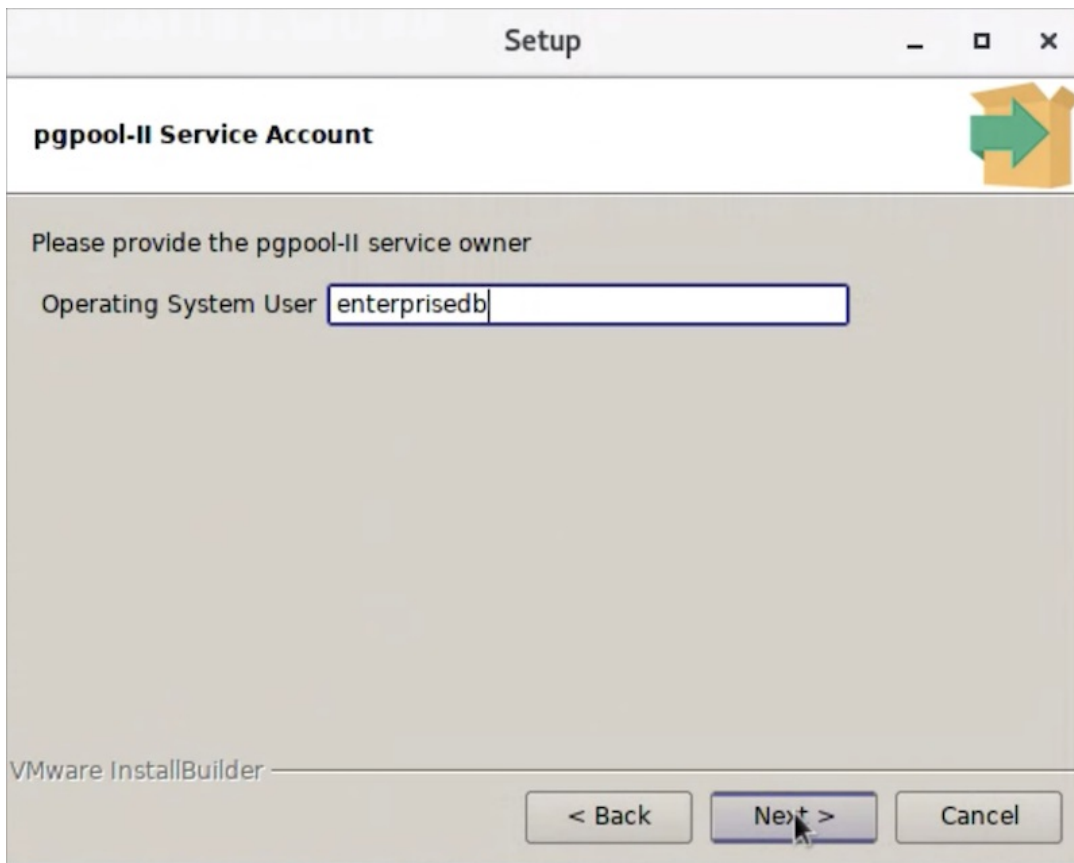 Setup
pgpool-II Service Account
Please provide the pgpool-II service owner
Operating System User enterprisedb
VMware InstallBuilder
< Back Next > Cancel